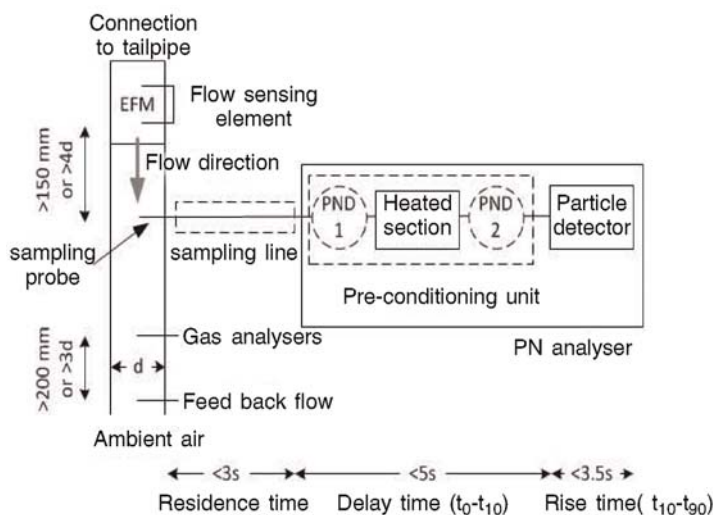 Connection
to tailpipe
EFM
Flow sensing
element
>150 mm
or >4d
Flow direction
PND
1
Heated
section
PND
2
Particle
detector
sampling
probe
sampling line
Pre-conditioning unit
PN analyser
Gas analysers
>200 mm
or >3d
d
Feed back flow
Ambient air
<3s
<5s
<3.5s
Residence time
Delay time (t0-t10)
Rise time( t10-t90)